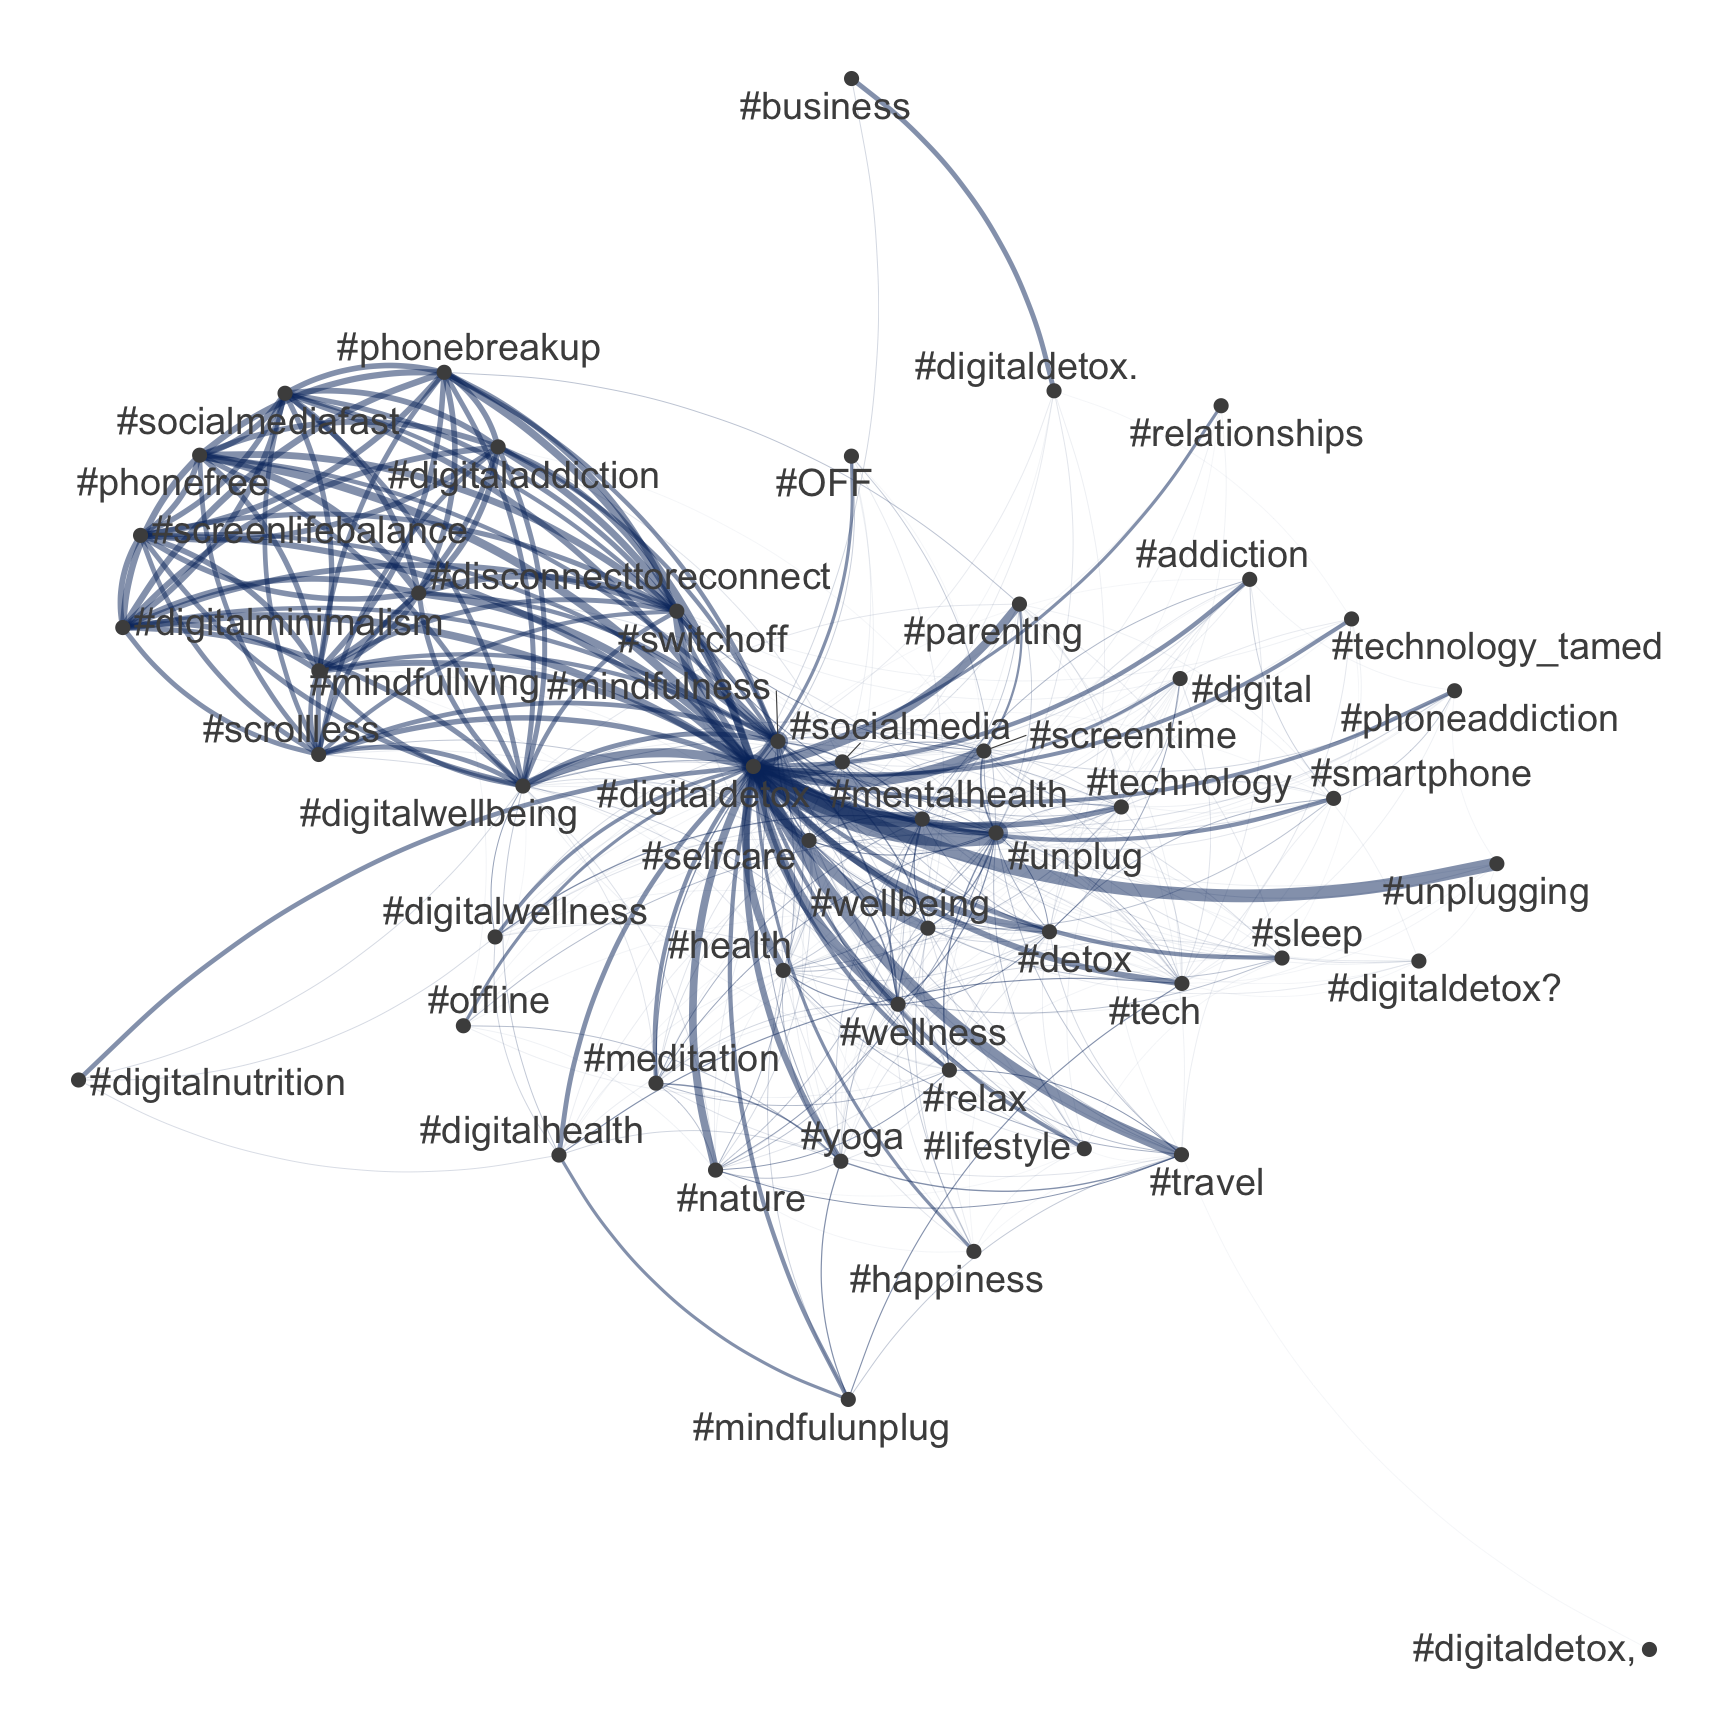 #business
#phonebreakup
#digitaldetox.
#socialmediafast
#relationships
#phonefree
#digitaladdiction
#OFF
#screenlifebalance
#addiction
#disconnecttoreconnect
#digitalminimalism
#switchoff
#parenting
#technology_tamed
#mindfulliving
#mindfulness
#digital
#phoneaddiction
#scrollless
#socialmedia
#screentime
#smartphone
#digitaldetox
#mentalhealth
#technology
#digitalwellbeing
#selfcare
#unplug
#unplugging
#digitalwellness
#wellbeing
#sleep
#health
#detox
#digitaldetox?
#offline
#tech
#wellness
#meditation
#digitalnutrition
#relax
#digitalhealth
#yoga
#lifestyle
#travel
#nature
#happiness
#mindfulunplug
#digitaldetox,